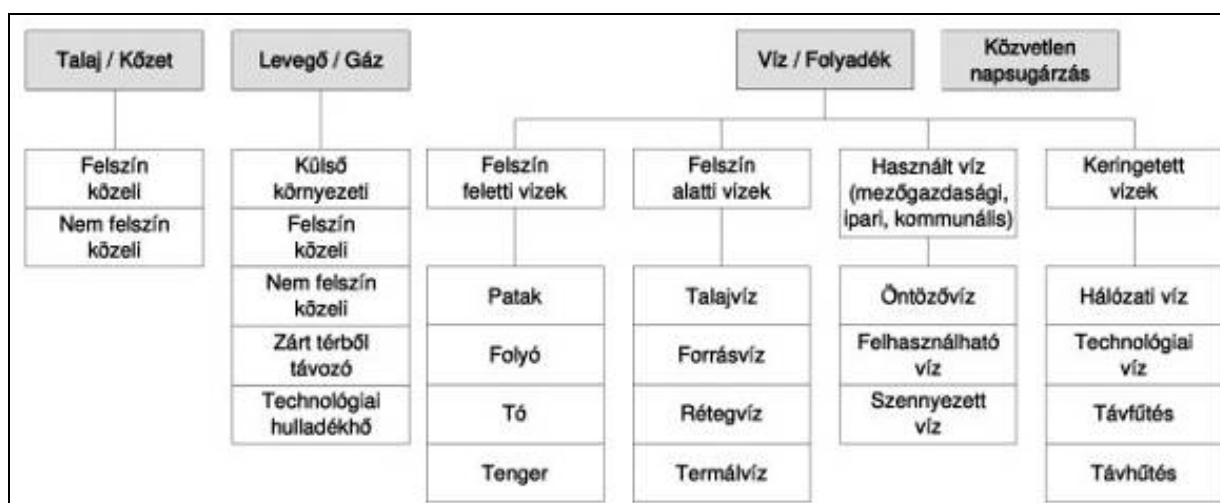 Talaj / Kőzet
Felszín
közeli
Nem felszín
közeli
Levegő / Gáz
Külső
környezeti
Felszín
közeli
Nem felszín
közeli
Zárt térből
távozó
Technológiai
hulladékhő
Víz / Folyadék
Felszín
feletti vizek
Patak
Folyó
Tó
Tenger
Felszín
alatti vizek
Talajvíz
Forrásvíz
Rétegvíz
Termálvíz
Használt víz
(mezőgazdasági,
ipari, kommunális)
Öntözővíz
Felhasználható
víz
Szennyezett
víz
Keringetett
vizek
Hálózati víz
Technológiai
víz
Távfűtés
Távhűtés
Közvetlen
napsugárzás